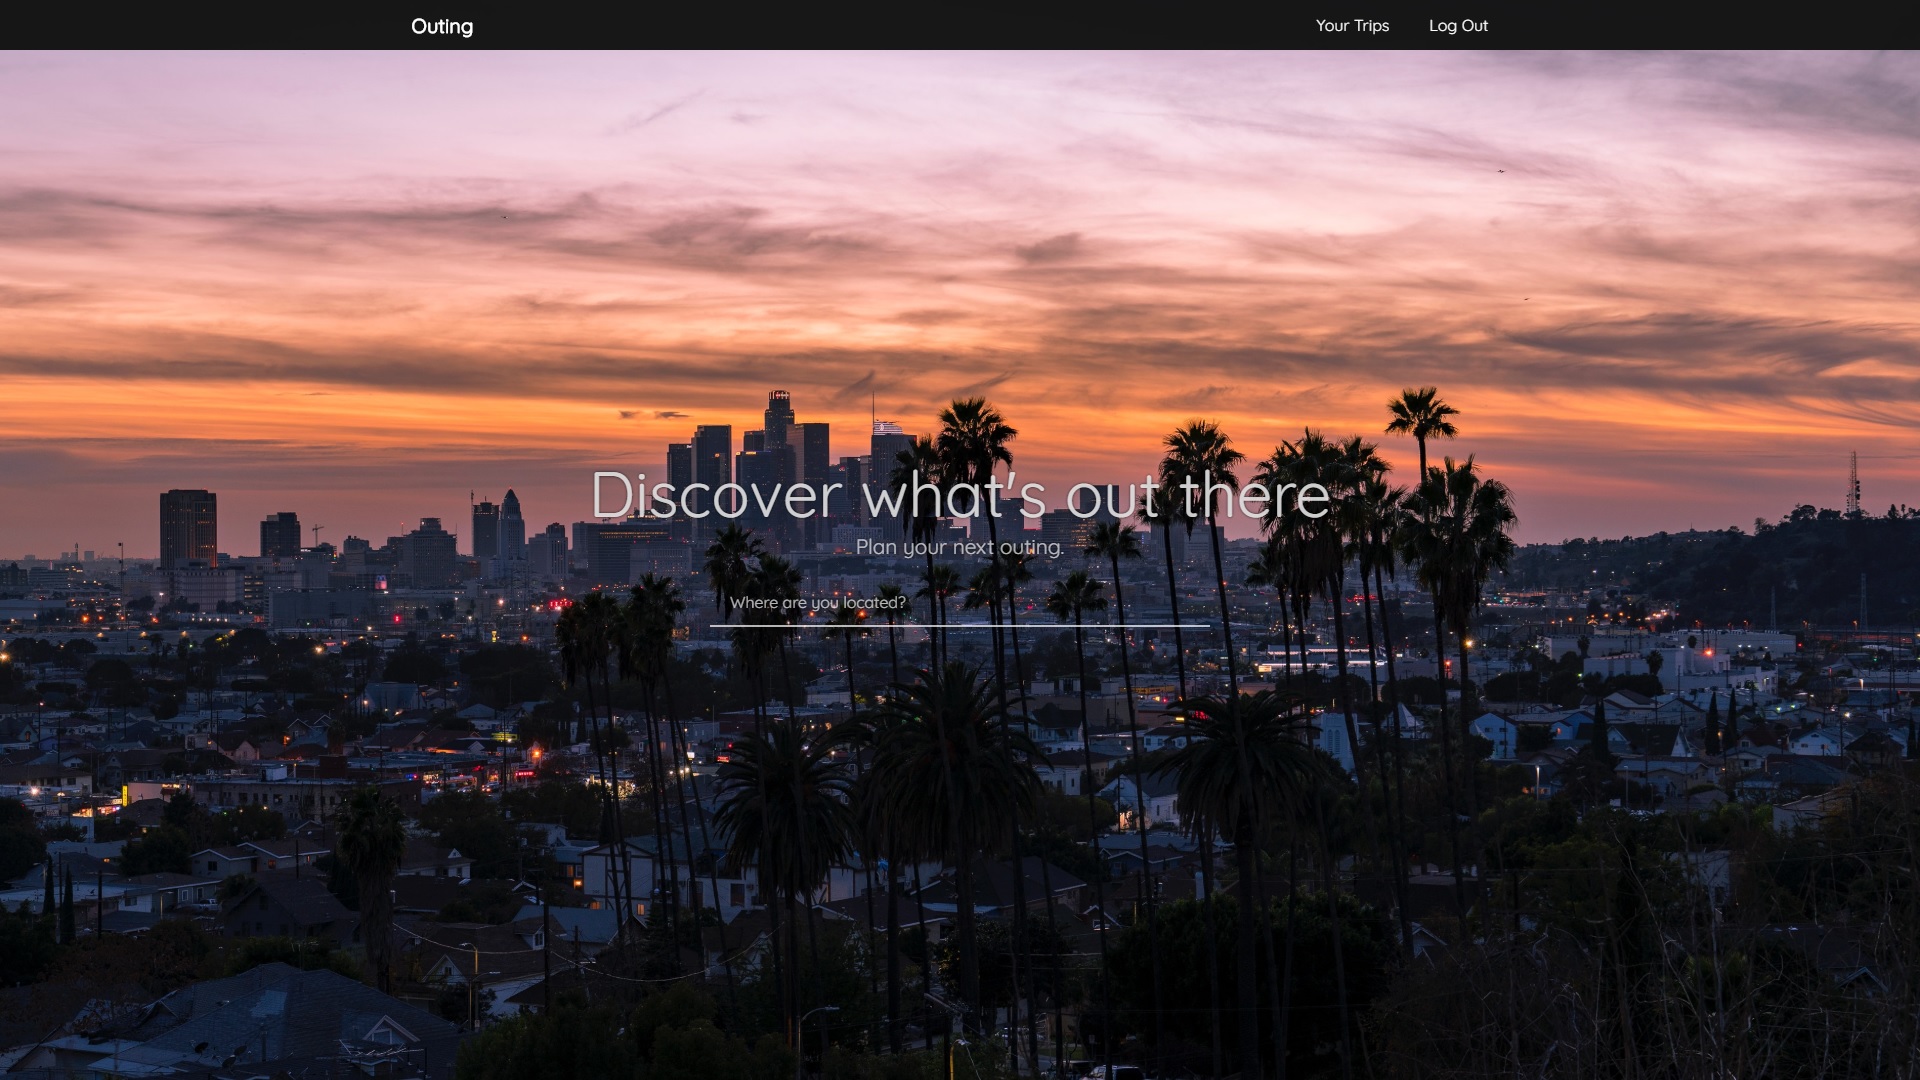 Outing
Your Trips
Log Out
Discover what's out there
Plan your next outing.
Where are you located?